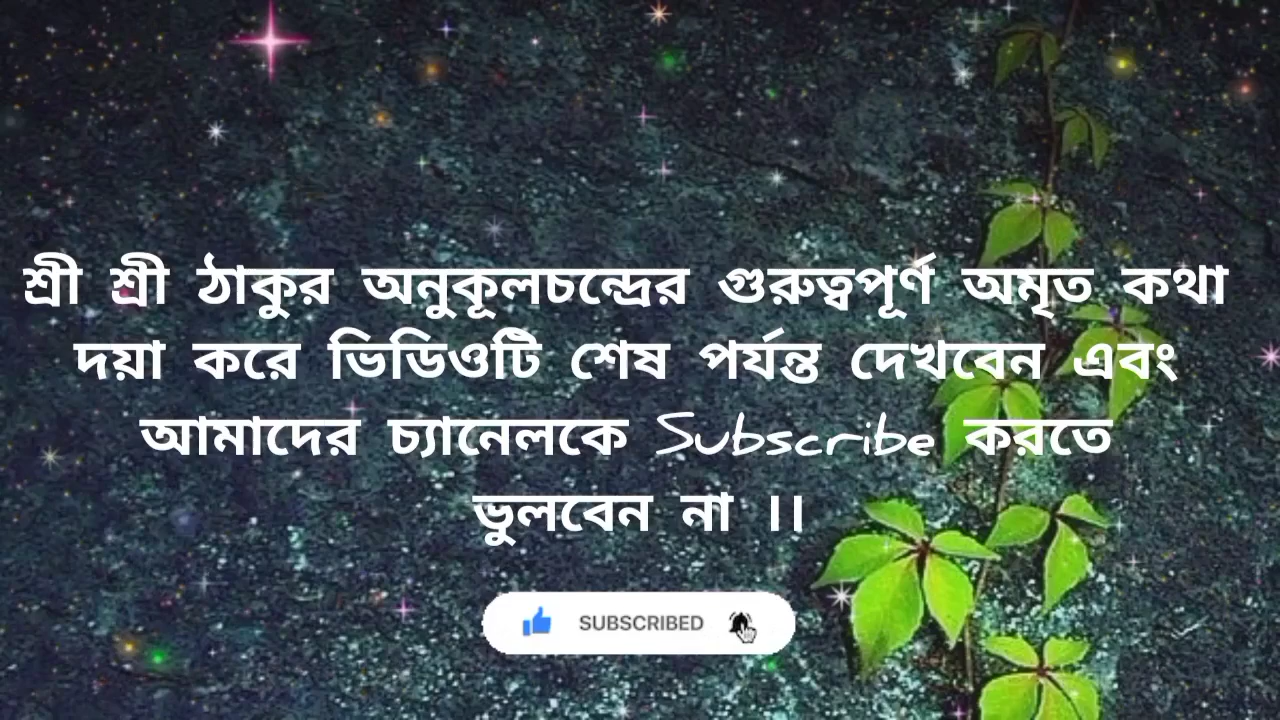 শ্রী শ্রী ঠাকুর অনুকূলচন্দ্রের গুরুত্বপূর্ণ অমৃত কথা
দয়া করে ভিডিওটি শেষ পর্যন্ত দেখবেন এবং
আমাদের চ্যানেলকে Subscribe করতে
ভুলবেন না ।।
SUBSCRIBED